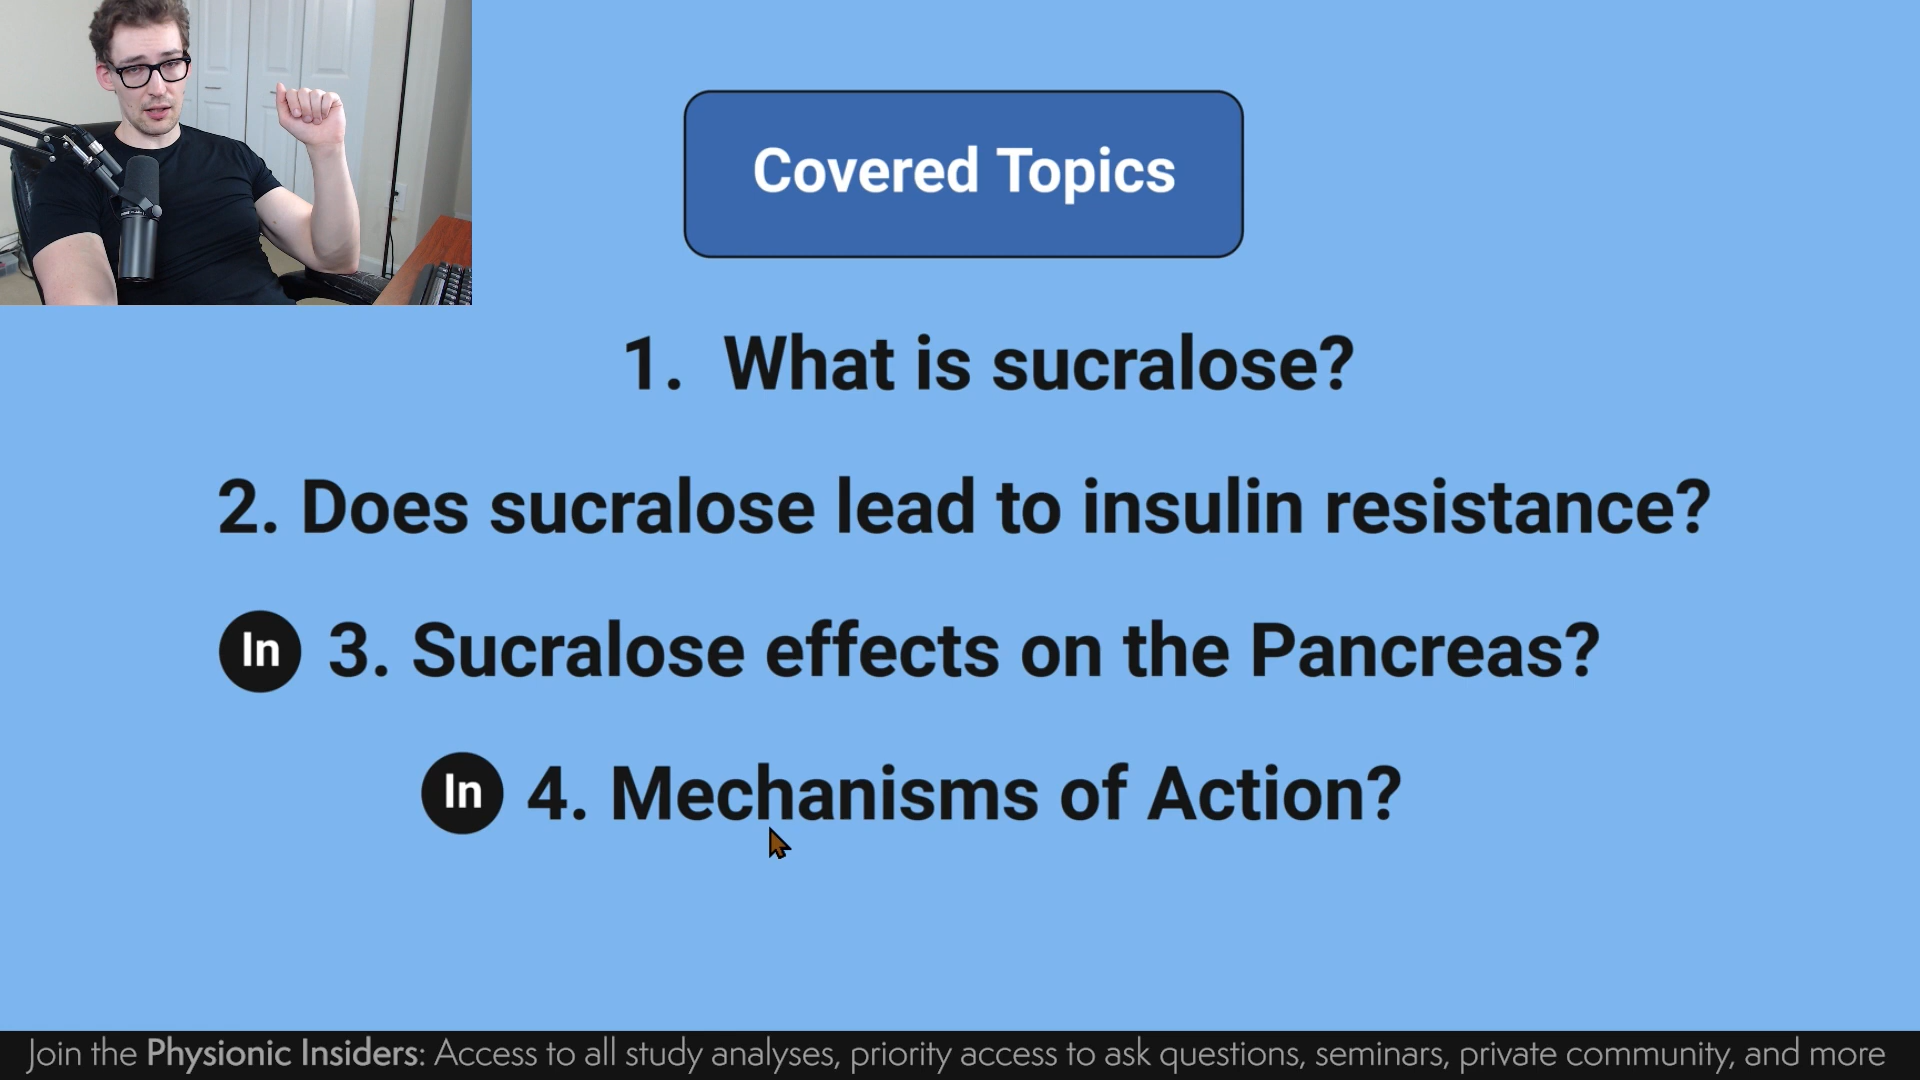 Covered Topics
1. What is sucralose?
2. Does sucralose lead to insulin resistance?
In 3. Sucralose effects on the Pancreas?
In 4. Mechanisms of Action?
Join the Physionic Insiders: Access to all study analyses, priority access to ask questions, seminars, private community, and more